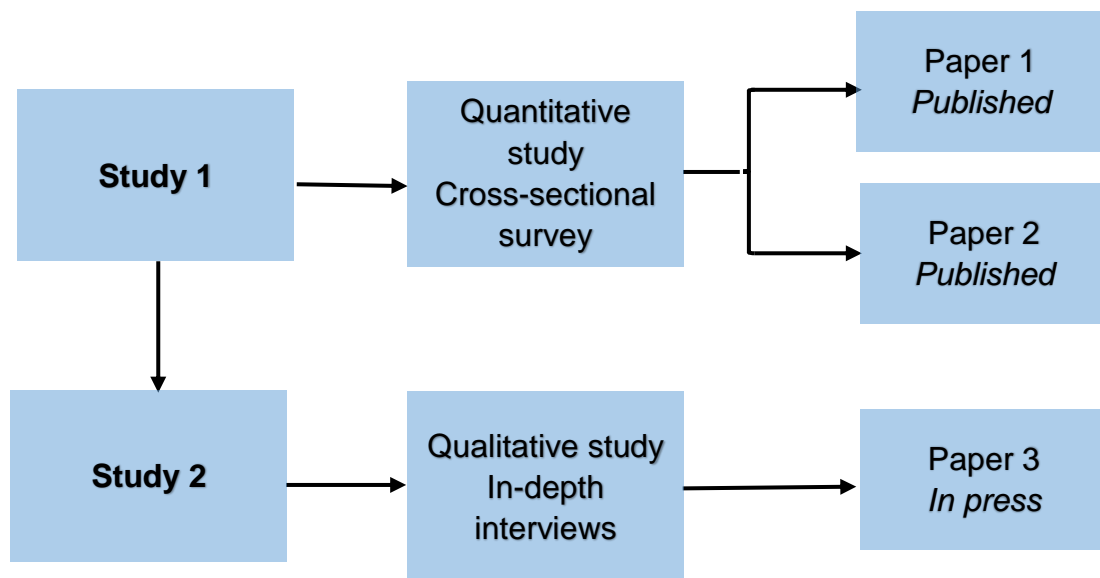 Study 1
Quantitative
study
Cross-sectional
survey
Paper 1
Published
Paper 2
Published
Study 2
Qualitative study
In-depth
interviews
Paper 3
In press